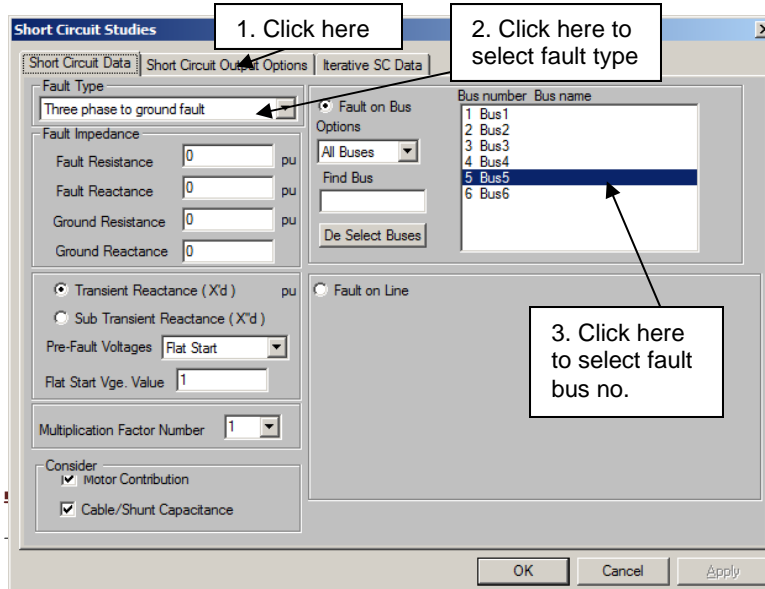 Short Circuit Studies
1. Click here
2. Click here to
select fault type
Short Circuit Data
Short Circuit Output Options
Iterative SC Data
Fault Type
Three phase to ground fault
Fault Impedance
Fault Resistance
0
pu
Fault Reactance
0
pu
Ground Resistance
0
pu
Ground Reactance
0
Fault on Bus
Options
All Buses
Find Bus
De Select Buses
Bus number Bus name
1 Bus1
2 Bus2
3 Bus3
4 Bus4
5 Bus5
6 Bus6
Transient Reactance ( X'd )
pu
Sub Transient Reactance ( X"d )
Pre-Fault Voltages
Flat Start
Flat Start Vge. Value
1
Fault on Line
3. Click here
to select fault
bus no.
Multiplication Factor Number
1
Consider
Motor Contribution
Cable/Shunt Capacitance
OK
Cancel
Apply